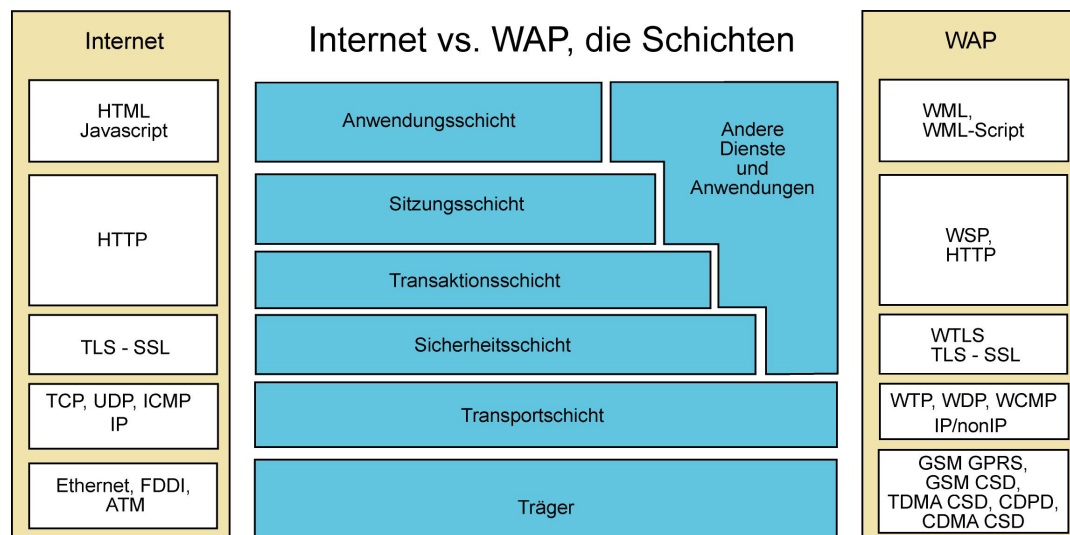 Internet
HTML
Javascript
HTTP
TLS - SSL
TCP, UDP, ICMP
IP
Ethernet, FDDI,
ATM
Internet vs. WAP, die Schichten
Anwendungsschicht
Andere
Dienste
und
Anwendungen
Sitzungsschicht
Transaktionsschicht
Sicherheitsschicht
Transportschicht
Träger
WAP
WML,
WML-Script
WSP,
HTTP
WTLS
TLS - SSL
WTP, WDP, WCMP
IP/nonIP
GSM GPRS,
GSM CSD,
TDMA CSD, CDPD,
CDMA CSD